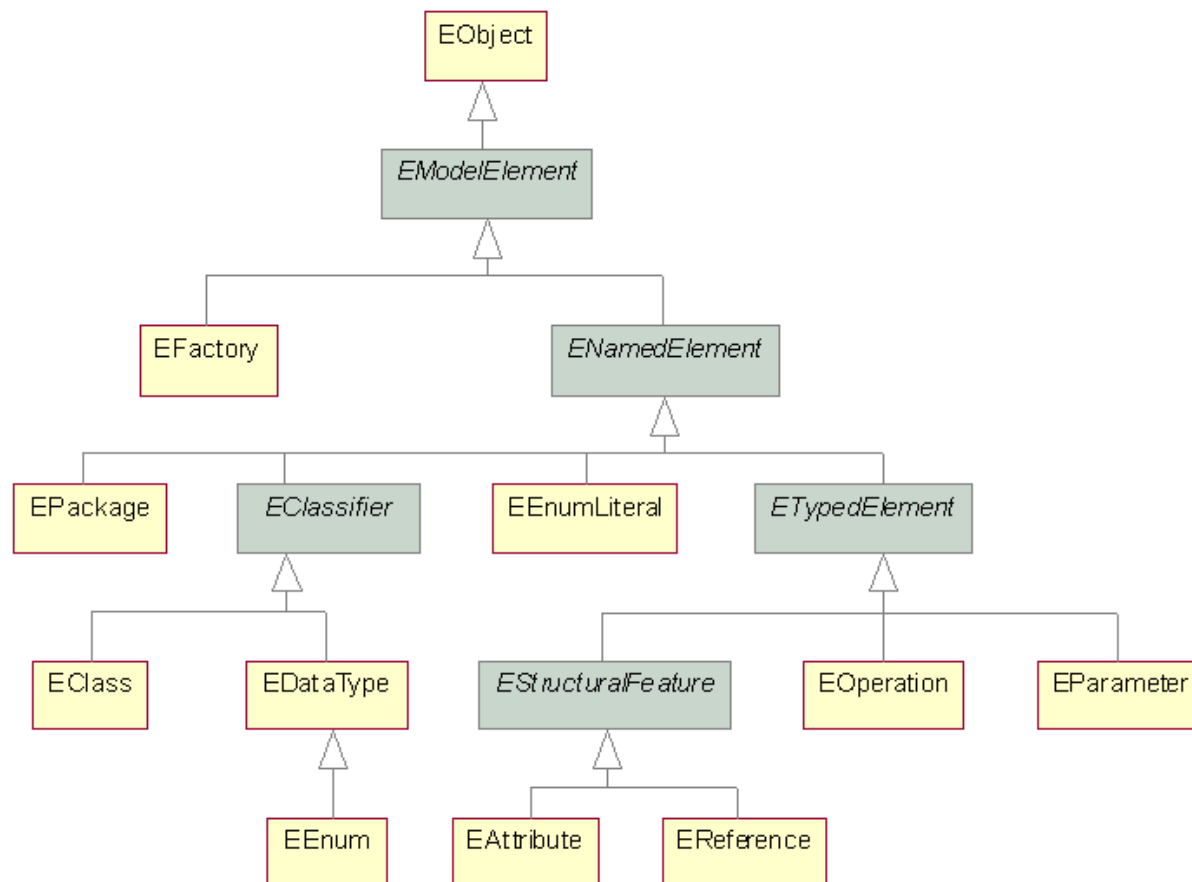 EObject
EModelElement
EFactory
ENamedElement
EPackage
EClassifier
EEnumLiteral
ETypedElement
EClass
EDataType
EStructuralFeature
EOperation
EParameter
EEnum
EAttribute
EReference